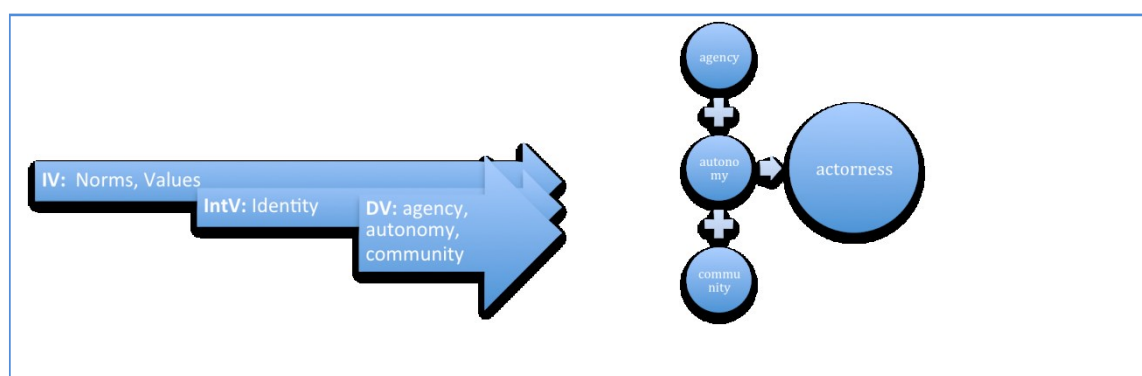 IV: Norms, Values
IntV: Identity
DV: agency,
autonomy,
community
agency
autono
my
commu
nity
actorness